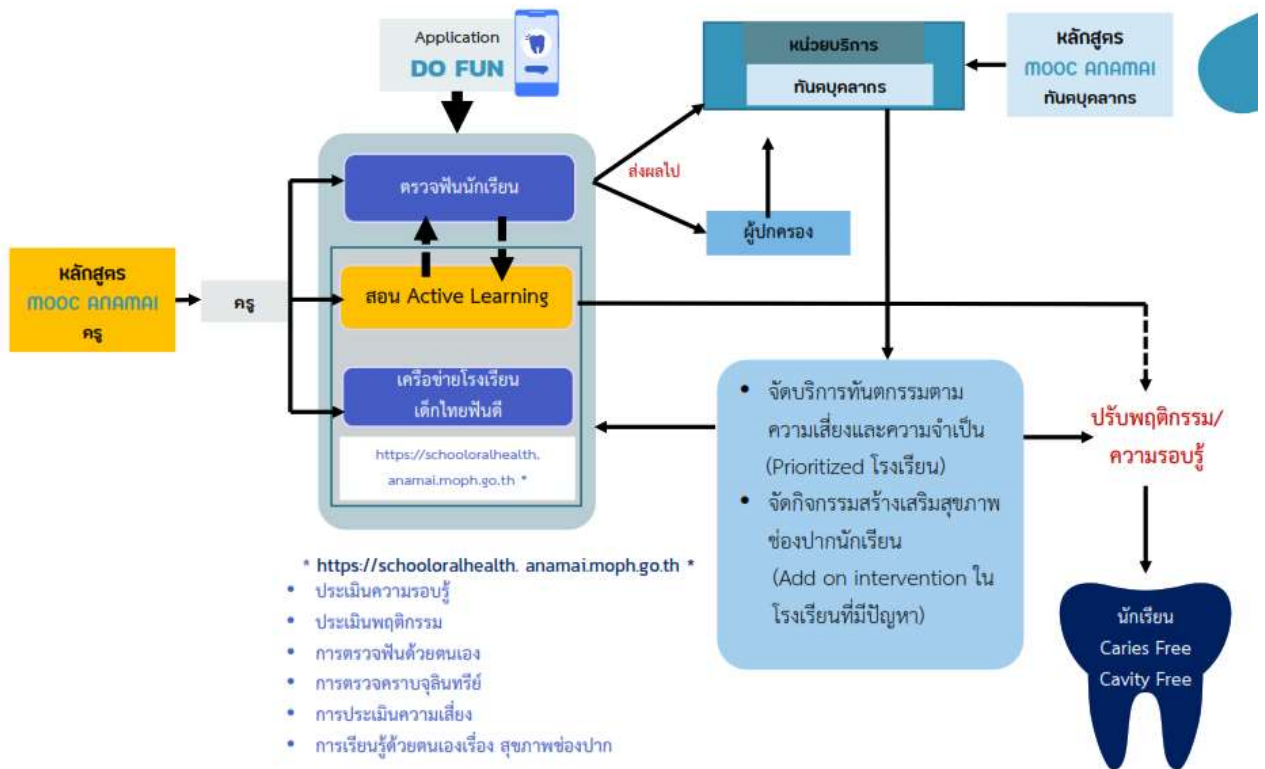 Application
DO FUN
หน่วยบริการ
ทันตบุคลากร
หลักสูตร
MOOC ANAMAI
ทันตบุคลากร
ตรวจฟันนักเรียน
ส่งผลไป
ผู้ปกครอง
หลักสูตร
MOOC ANAMAI
ครู
ครู
สอน Active Learning
เครือข่ายโรงเรียน
เด็กไทยฟันดี
https://schooloralhealth.
anamai.moph.go.th *
• จัดบริการทันตกรรมตาม
ความเสี่ยงและความจำเป็น
(Prioritized โรงเรียน)
• จัดกิจกรรมสร้างเสริมสุขภาพ
ช่องปากนักเรียน
(Add on intervention ใน
โรงเรียนที่มีปัญหา)
ปรับพฤติกรรม/
ความรอบรู้
* https://schooloralhealth. anamai.moph.go.th *
• ประเมินความรอบรู้
• ประเมินพฤติกรรม
• การตรวจฟันด้วยตนเอง
• การตรวจคราบจุลินทรีย์
• การประเมินความเสี่ยง
• การเรียนรู้ด้วยตนเองเรื่อง สุขภาพช่องปาก
นักเรียน
Caries Free
Cavity Free